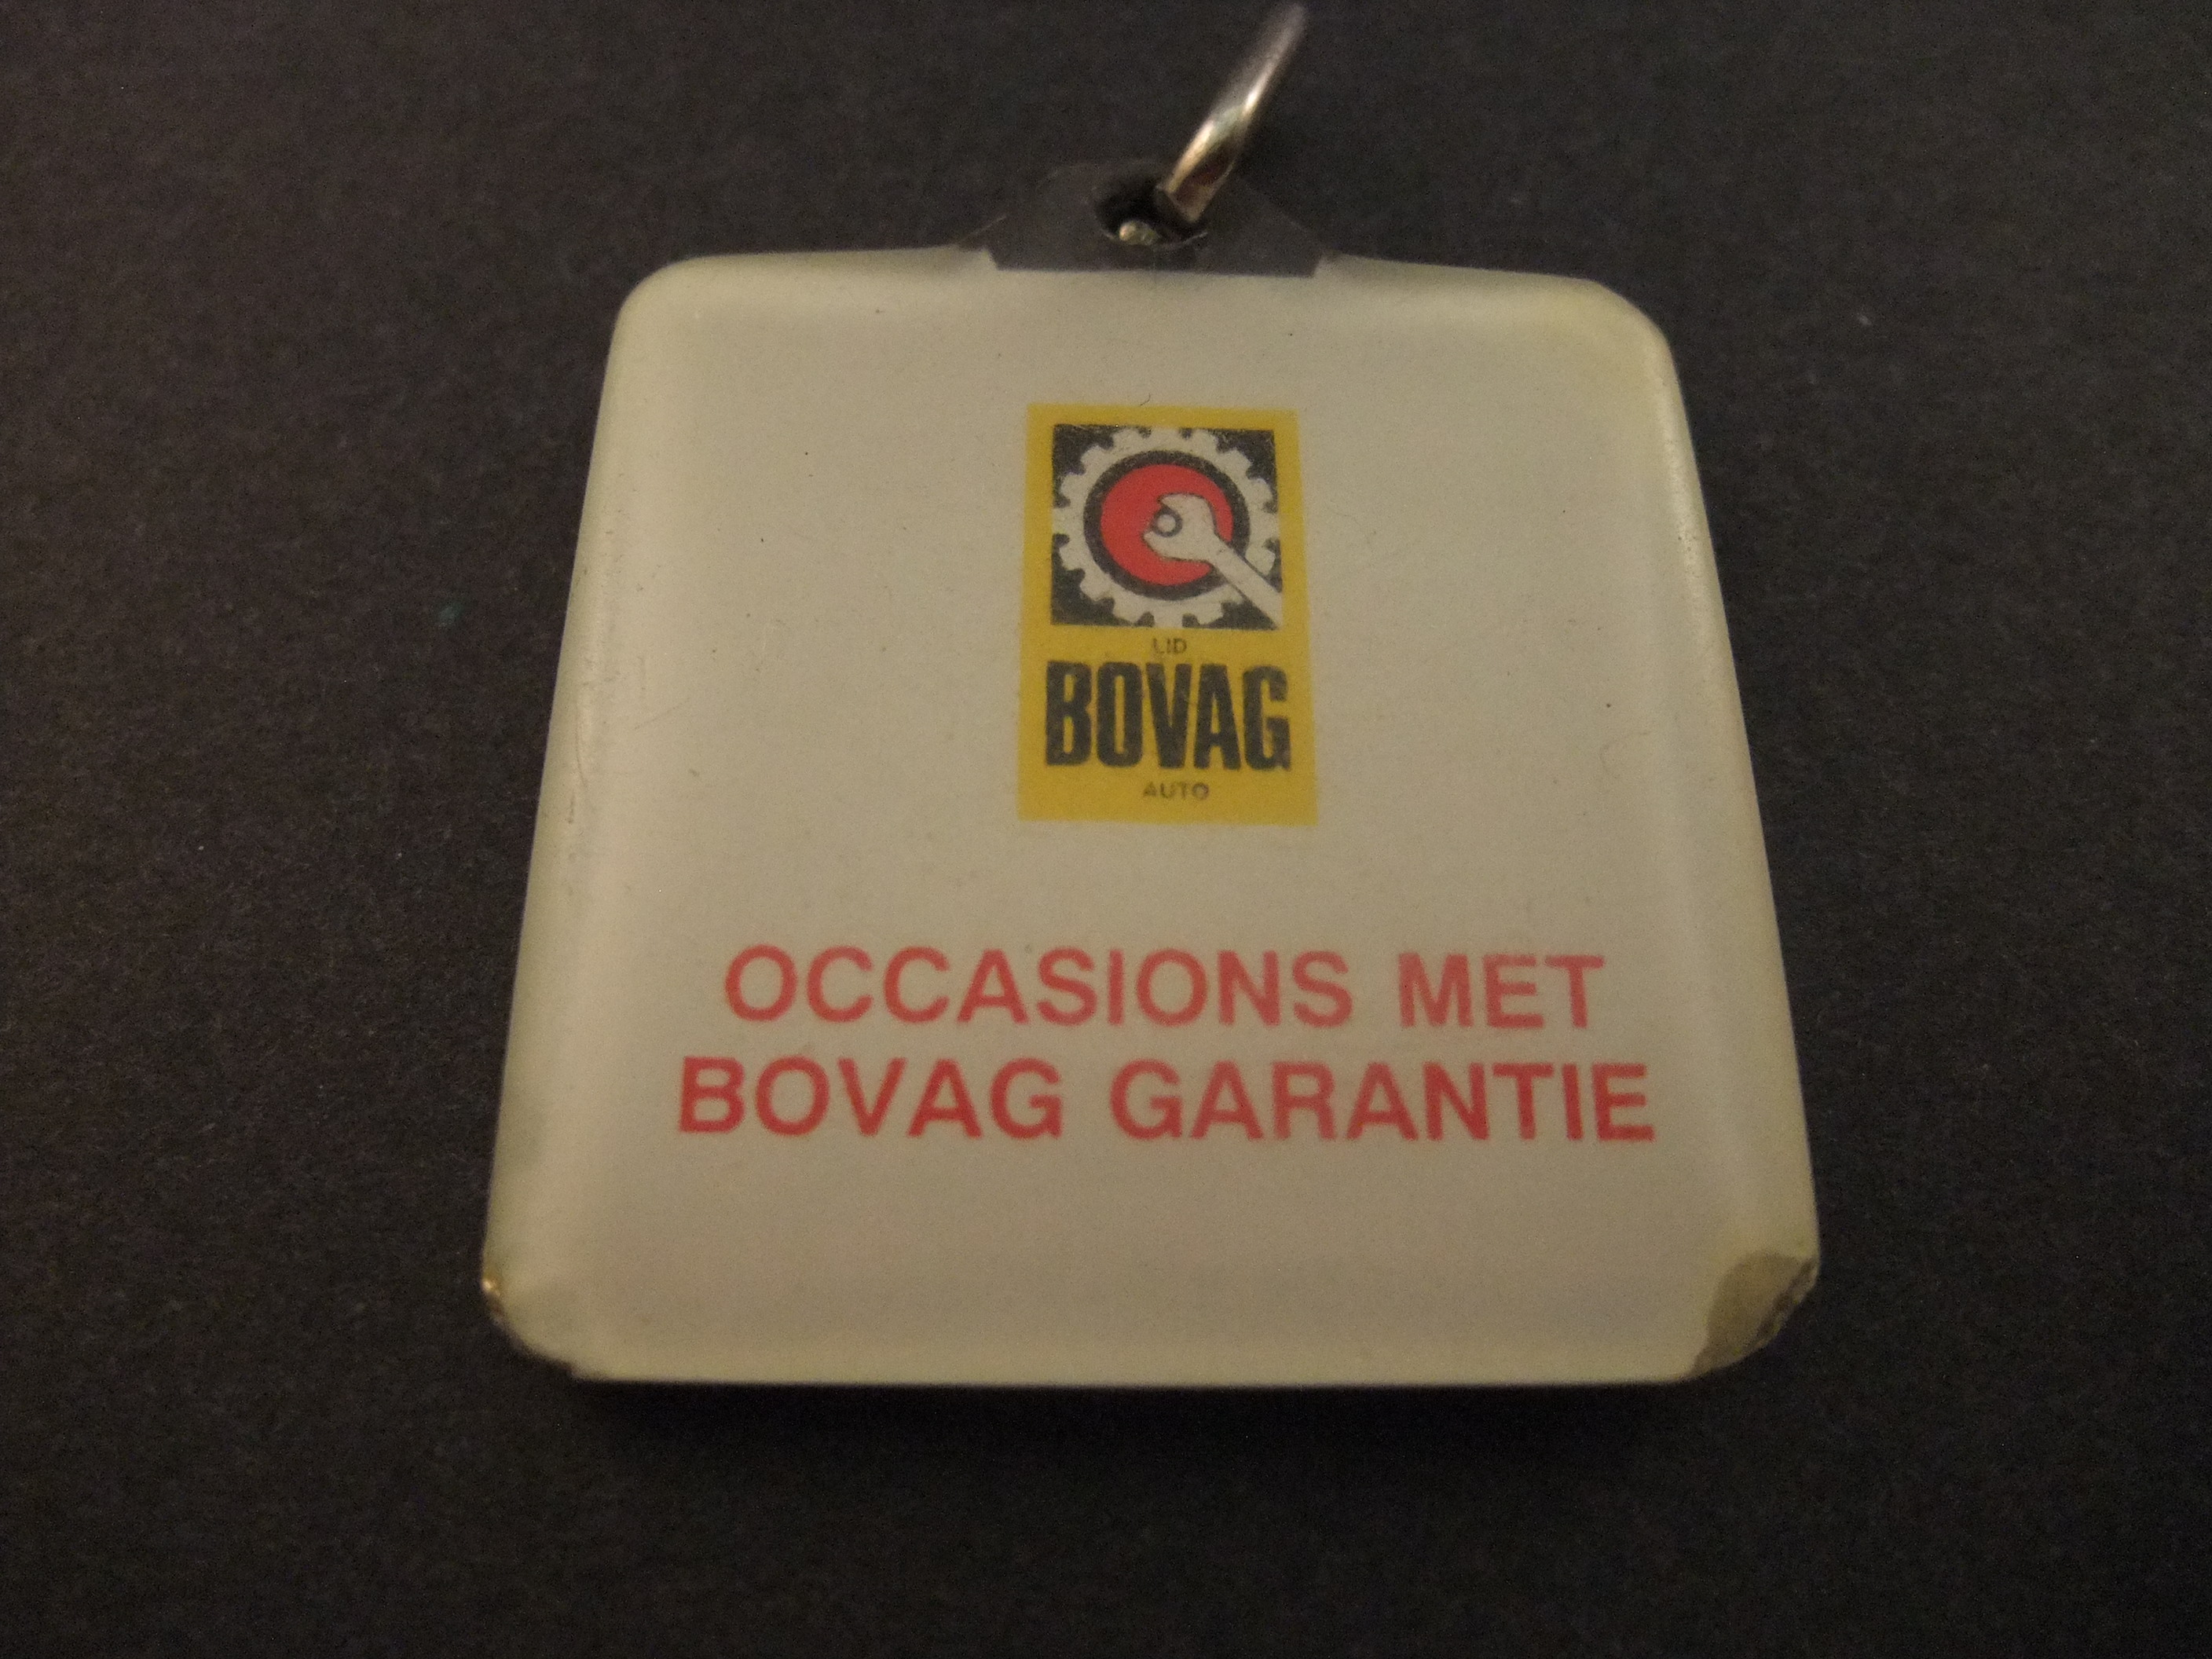 LID
BOVAG
AUTO
OCCASIONS MET
BOVAG GARANTIE